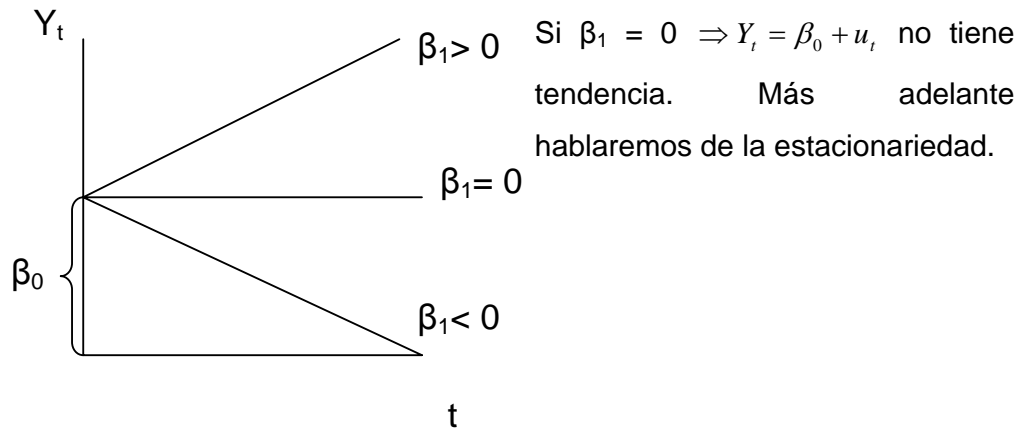 Yₜ
β₁> 0
β₁= 0
β₀
β₁< 0
t
Si β₁ = 0 ⇒ Yₜ = β₀ + uₜ no tiene
tendencia. Más adelante
hablaremos de la estacionariedad.